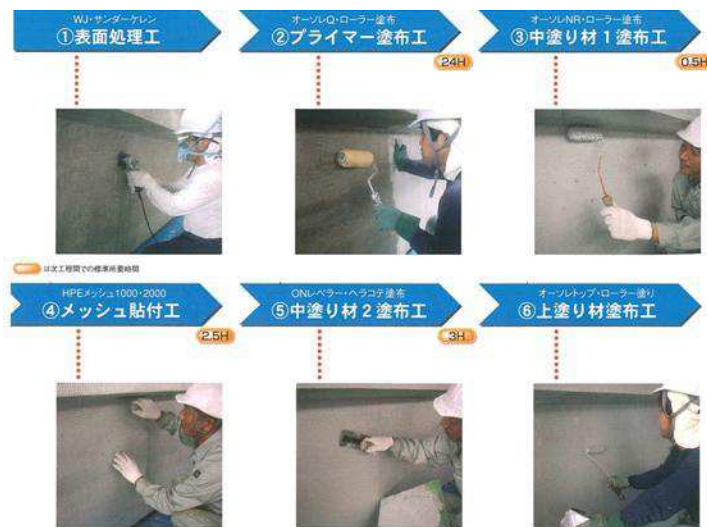 WJ・サンダーケレン
①表面処理工
オーソレQ・ローラー塗布
②プライマー塗布工
24H
オーソレNR・ローラー塗布
③中塗り材1塗布工
0.5H
は次工程間での標準所要時間
HPEメッシュ1000・2000
④メッシュ貼付工
2.5H
ONレベラー・ヘラコテ塗布
⑤中塗り材2塗布工
3H
オーソレトップ・ローラー塗り
⑥上塗り材塗布工